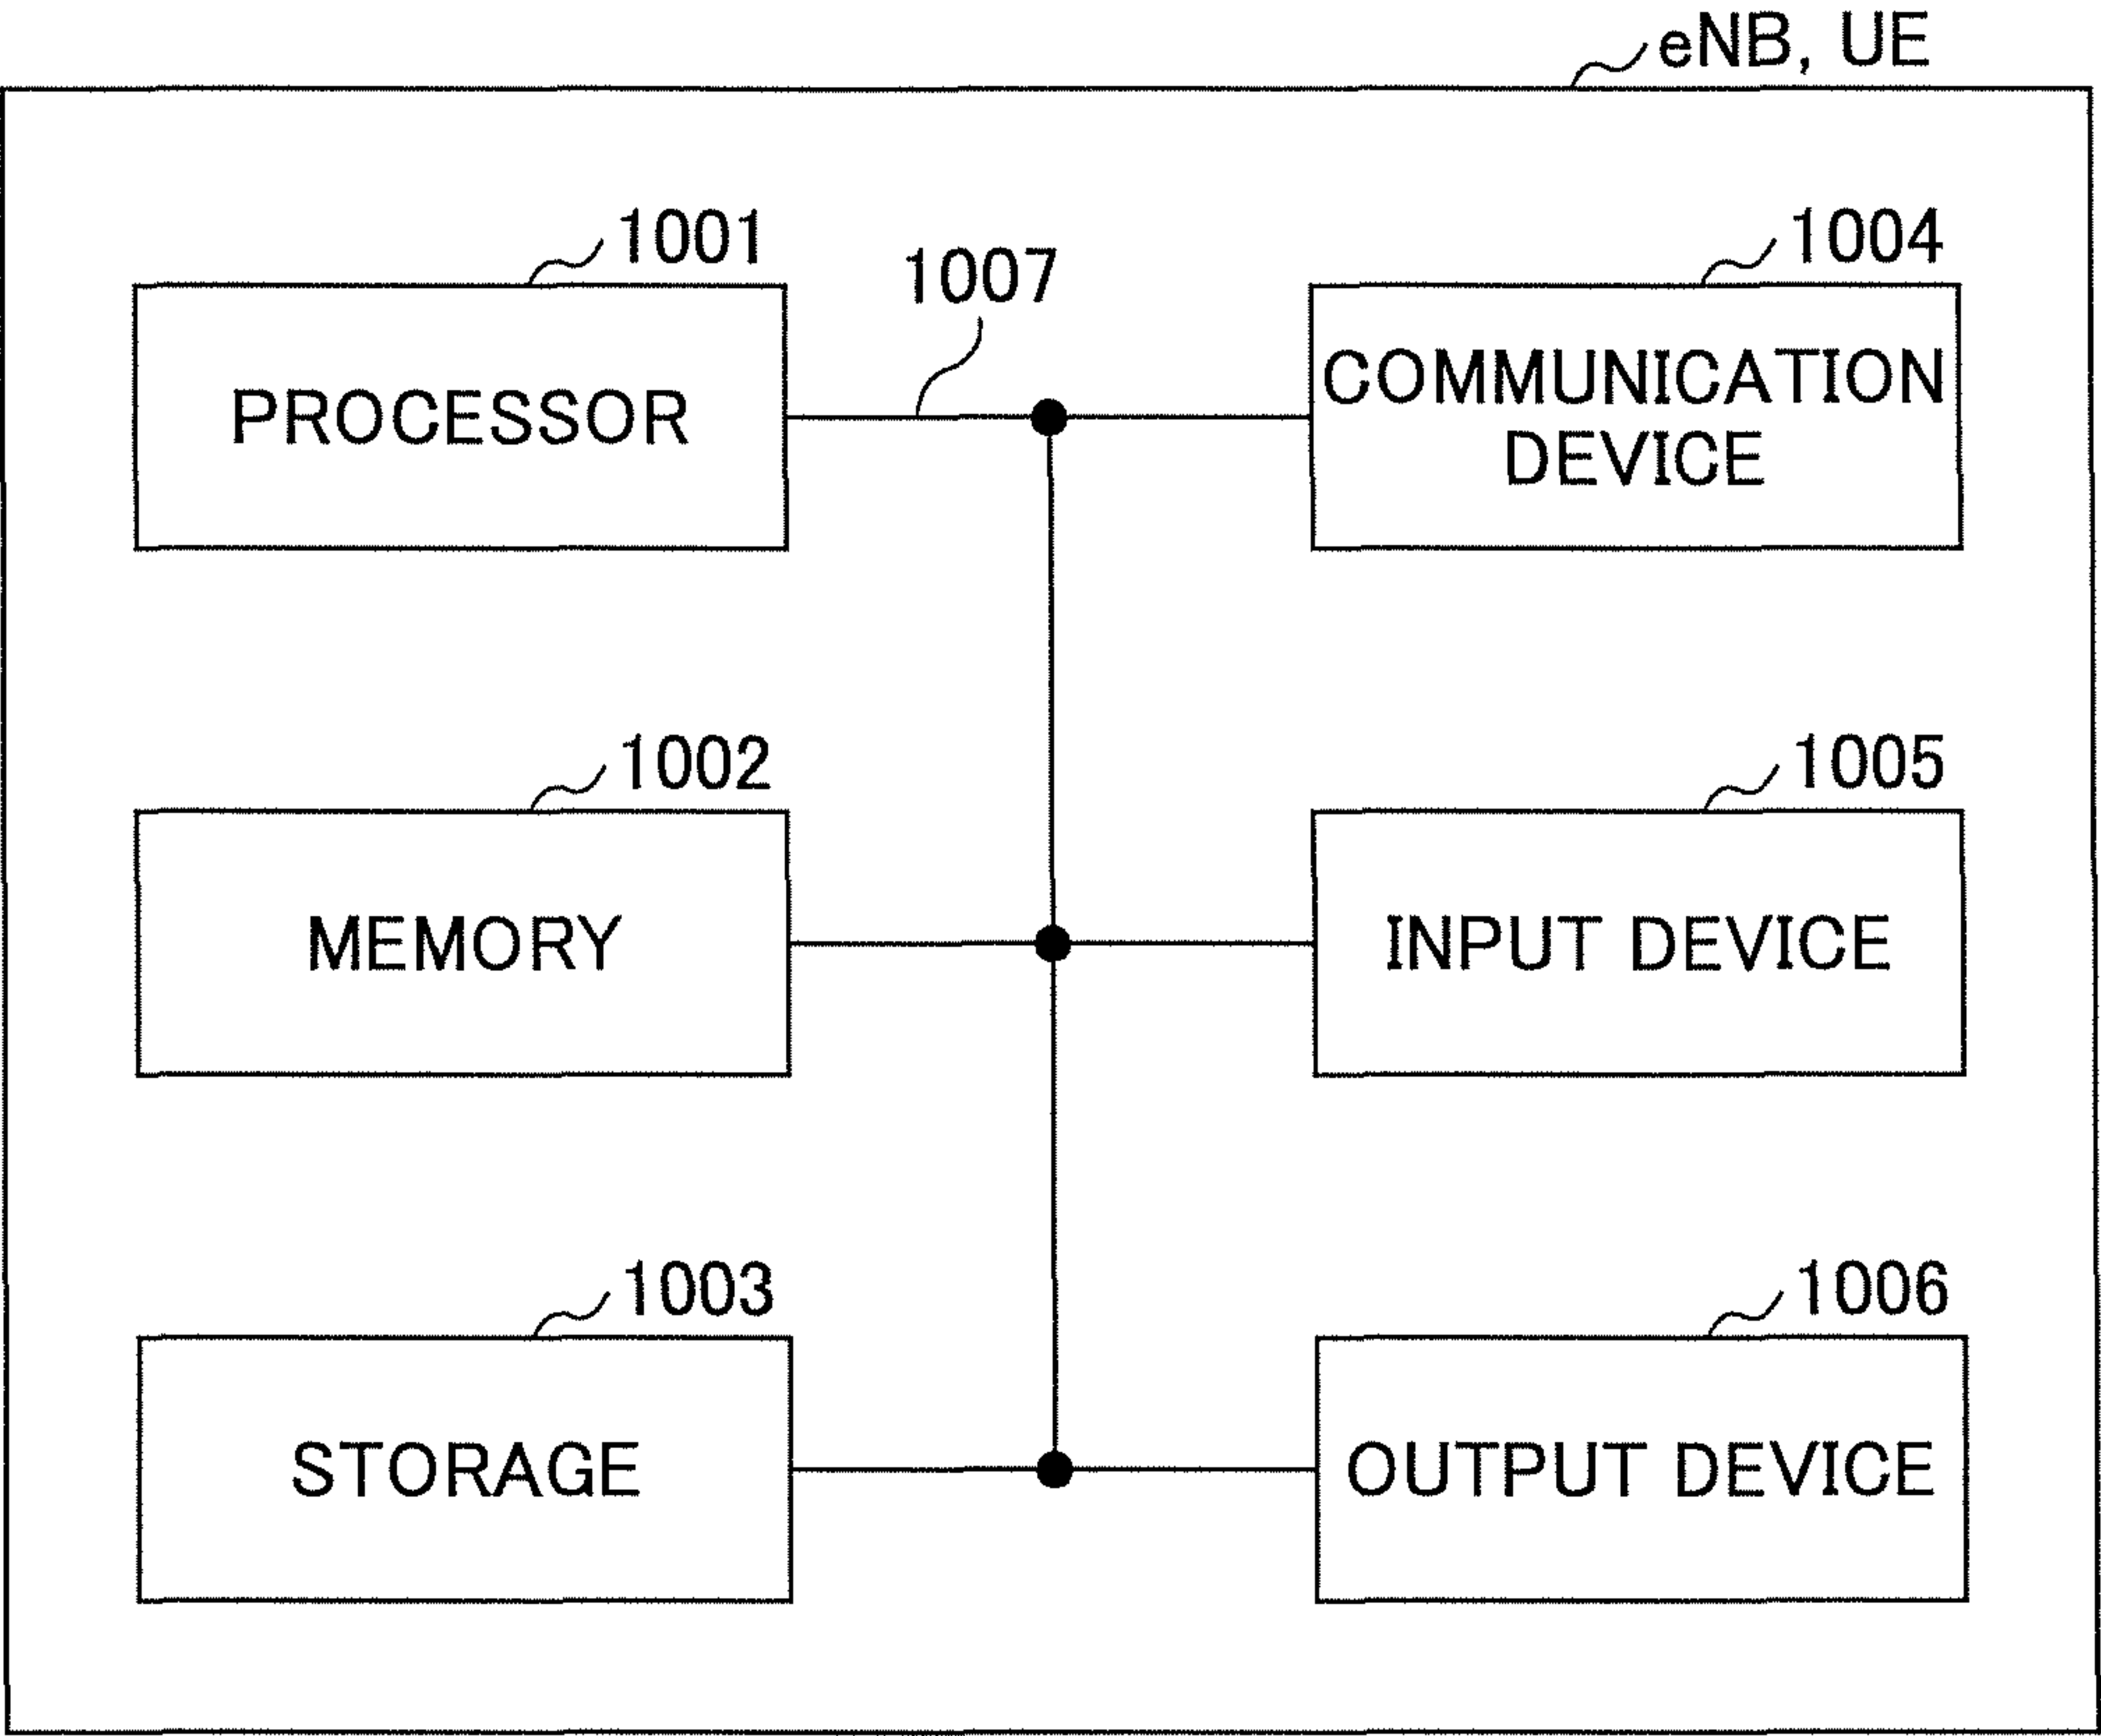 eNB, UE
1001
1007
1004
PROCESSOR
COMMUNICATION
DEVICE
1002
1005
MEMORY
INPUT DEVICE
1003
1006
STORAGE
OUTPUT DEVICE